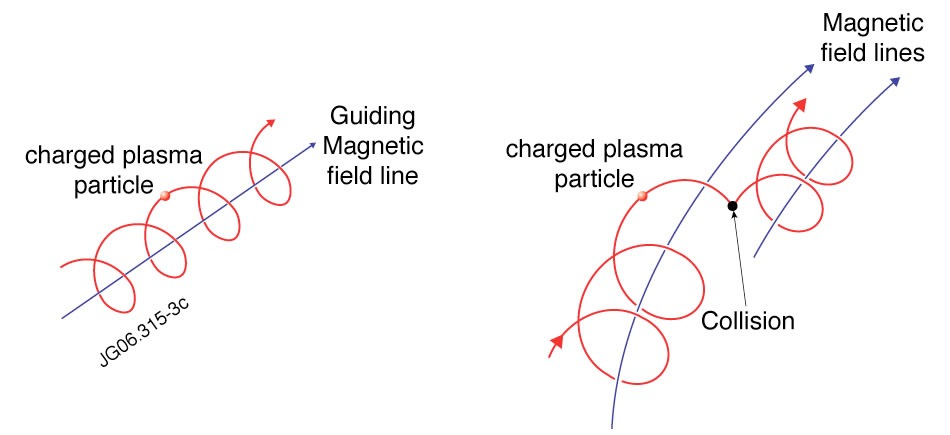 charged plasma
particle
Guiding
Magnetic
field line
JG06.315-3c
Magnetic
field lines
charged plasma
particle
Collision